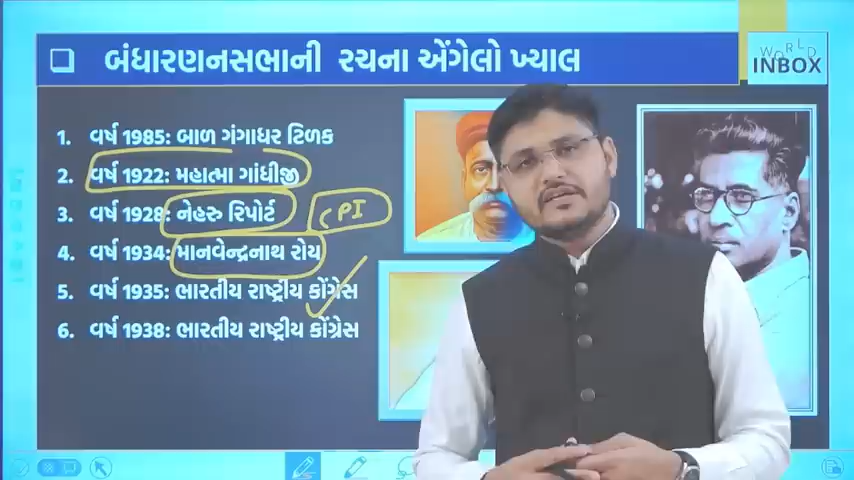 બંધારણનસભાની રચના એંગેલો ખ્યાલ
WORLD
INBOX
1. વર્ષ 1985: બાળ ગંગાધર ટિળક
2. વર્ષ 1922: મહાત્મા ગાંધીજી
3. વર્ષ 1928: નેહરુ રિપોર્ટ
CPI
4. વર્ષ 1934: માનવેન્દ્રનાથ રોય
5. વર્ષ 1935: ભારતીય રાષ્ટ્રીય કોંગ્રેસ
6. વર્ષ 1938: ભારતીય રાષ્ટ્રીય કોંગ્રેસ